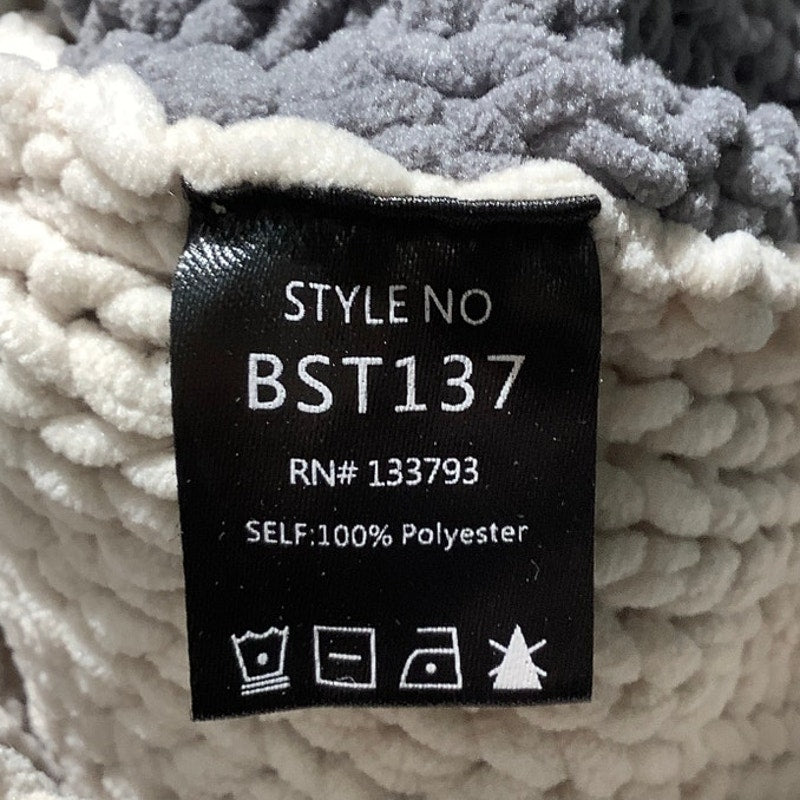 STYLE NO
BST137
RN# 133793
SELF:100% Polyester